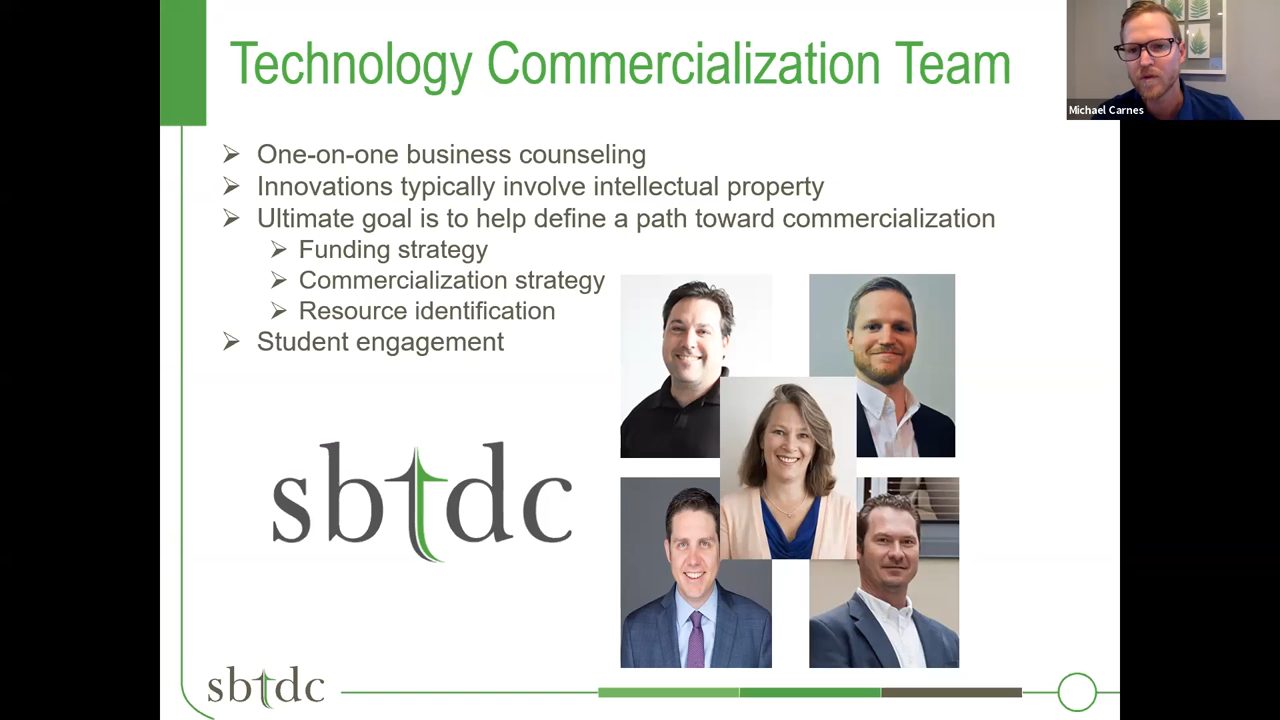 Technology Commercialization Team
Michael Carnes
➢ One-on-one business counseling
➢ Innovations typically involve intellectual property
➢ Ultimate goal is to help define a path toward commercialization
➢ Funding strategy
➢ Commercialization strategy
➢ Resource identification
➢ Student engagement
sbtdc
sbtdc